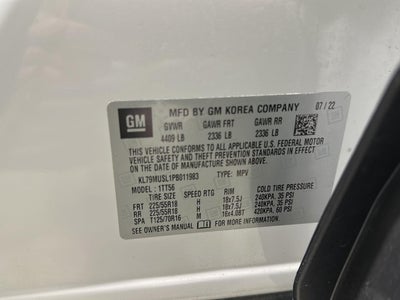 GM
MFD BY GM KOREA COMPANY 07/22
GVWR GAWR FRT GAWR RR
4409 LB 2336 LB 2336 LB
THIS VEHICLE CONFORMS TO ALL APPLICABLE U.S. FEDERAL MOTOR
VEHICLE SAFETY AND THEFT PREVENTION STANDARDS IN EFFECT ON THE
DATE OF MANUFACTURE SHOWN ABOVE.
KL79MUSL1PB011983 TYPE: MPV
MODEL: 1TT56
TIRE SIZE SPEED RTG RIM COLD TIRE PRESSURE
FRT 225/55R18 H 18x7.5J 240KPA, 35 PSI
RR 225/55R18 H 18x7.5J 240KPA, 35 PSI
SPA T125/70R16 M 16x4.0BT 420KPA, 60 PSI
SEE OWNER'S MANUAL FOR MORE INFORMATION.